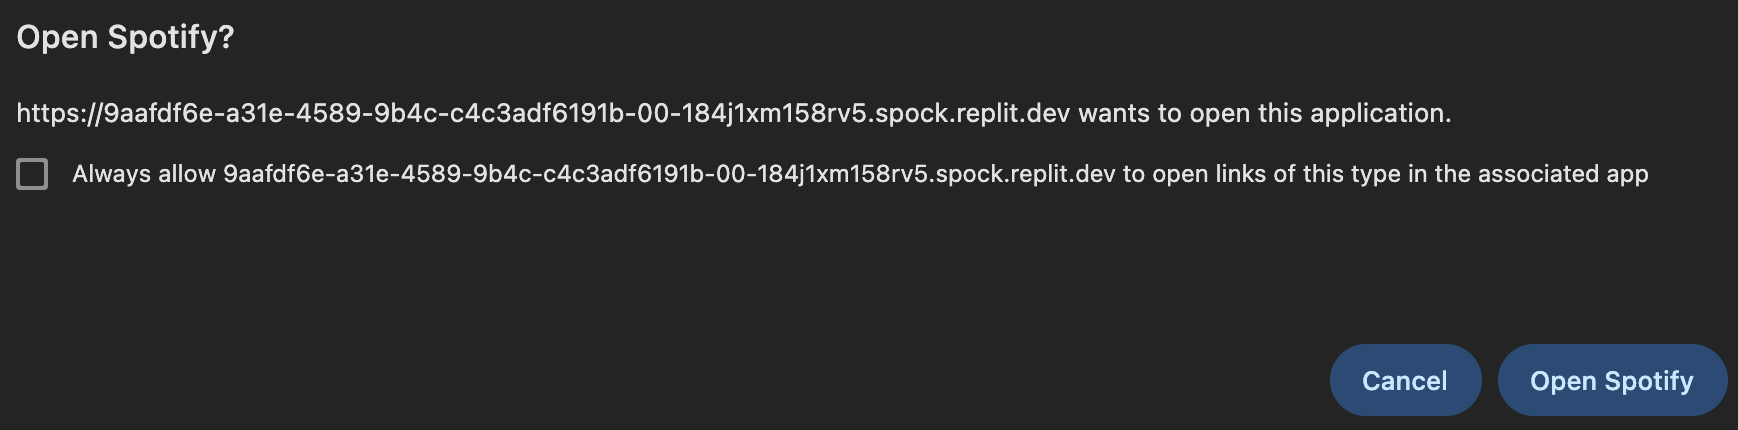 Open Spotify?
https://9aafdf6e-a31e-4589-9b4c-c4c3adf6191b-00-184j1xm158rv5.spock.replit.dev wants to open this application.
Always allow 9aafdf6e-a31e-4589-9b4c-c4c3adf6191b-00-184j1xm158rv5.spock.replit.dev to open links of this type in the associated app
Cancel
Open Spotify